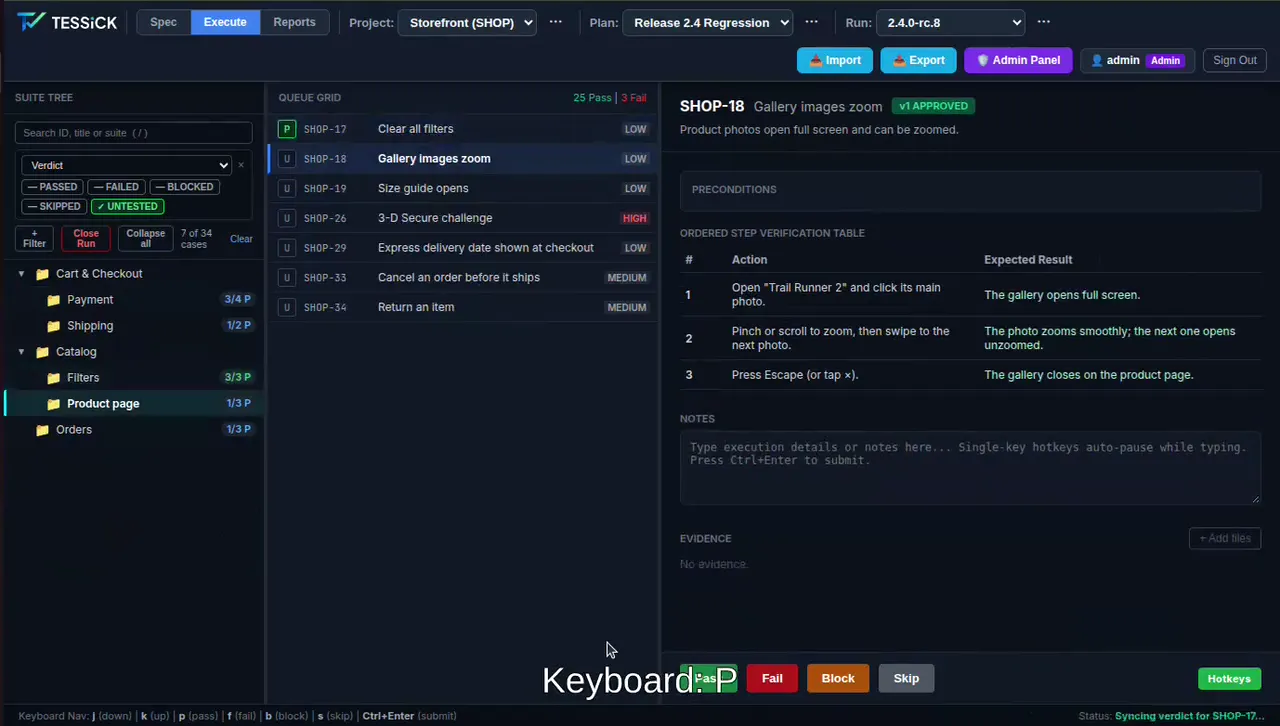 TESSiCK Spec Execute Reports Project: Storefront (SHOP) ... Plan: Release 2.4 Regression ... Run: 2.4.0-rc.8 ...
Import Export Admin Panel admin Admin Sign Out
SUITE TREE
Search ID, title or suite ( / )
Verdict ×
— PASSED — FAILED — BLOCKED
— SKIPPED ✓ UNTESTED
+ Filter Close Run Collapse all 7 of 34 cases Clear
Cart & Checkout
Payment 3/4 P
Shipping 1/2 P
Catalog
Filters 3/3 P
Product page 1/3 P
Orders 1/3 P
QUEUE GRID 25 Pass | 3 Fail
P SHOP-17 Clear all filters LOW
U SHOP-18 Gallery images zoom LOW
U SHOP-19 Size guide opens LOW
U SHOP-26 3-D Secure challenge HIGH
U SHOP-29 Express delivery date shown at checkout LOW
U SHOP-33 Cancel an order before it ships MEDIUM
U SHOP-34 Return an item MEDIUM
SHOP-18 Gallery images zoom v1 APPROVED
Product photos open full screen and can be zoomed.
PRECONDITIONS
ORDERED STEP VERIFICATION TABLE
# Action Expected Result
1 Open "Trail Runner 2" and click its main photo. The gallery opens full screen.
2 Pinch or scroll to zoom, then swipe to the next photo. The photo zooms smoothly; the next one opens unzoomed.
3 Press Escape (or tap ×). The gallery closes on the product page.
NOTES
Type execution details or notes here... Single-key hotkeys auto-pause while typing.
Press Ctrl+Enter to submit.
EVIDENCE + Add files
No evidence.
Pass Fail Block Skip Hotkeys
Keyboard: P
Keyboard Nav: j (down) | k (up) | p (pass) | f (fail) | b (block) | s (skip) | Ctrl+Enter (submit) Status: Syncing verdict for SHOP-17...